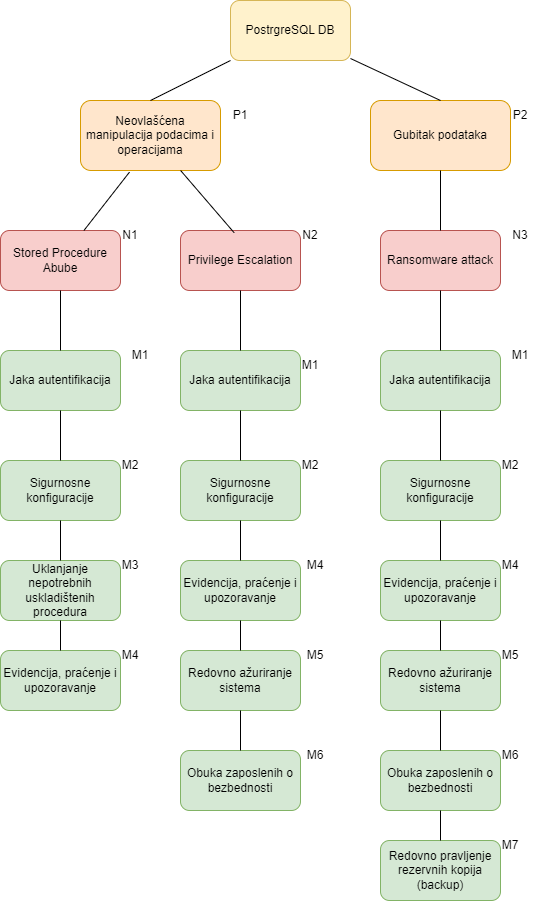 PostrgreSQL DB
P1
Neovlašćena
manipulacija podacima i
operacijama
P2
Gubitak podataka
N1
Stored Procedure
Abube
N2
Privilege Escalation
N3
Ransomware attack
M1
Jaka autentifikacija
M1
Jaka autentifikacija
M1
Jaka autentifikacija
M2
Sigurnosne
konfiguracije
M2
Sigurnosne
konfiguracije
M2
Sigurnosne
konfiguracije
M3
Uklanjanje
nepotrebnih
uskladištenih
procedura
M4
Evidencija, praćenje i
upozoravanje
M4
Evidencija, praćenje i
upozoravanje
M4
Evidencija, praćenje i
upozoravanje
M5
Redovno ažuriranje
sistema
M5
Redovno ažuriranje
sistema
M6
Obuka zaposlenih o
bezbednosti
M6
Obuka zaposlenih o
bezbednosti
M7
Redovno pravljenje
rezervnih kopija
(backup)